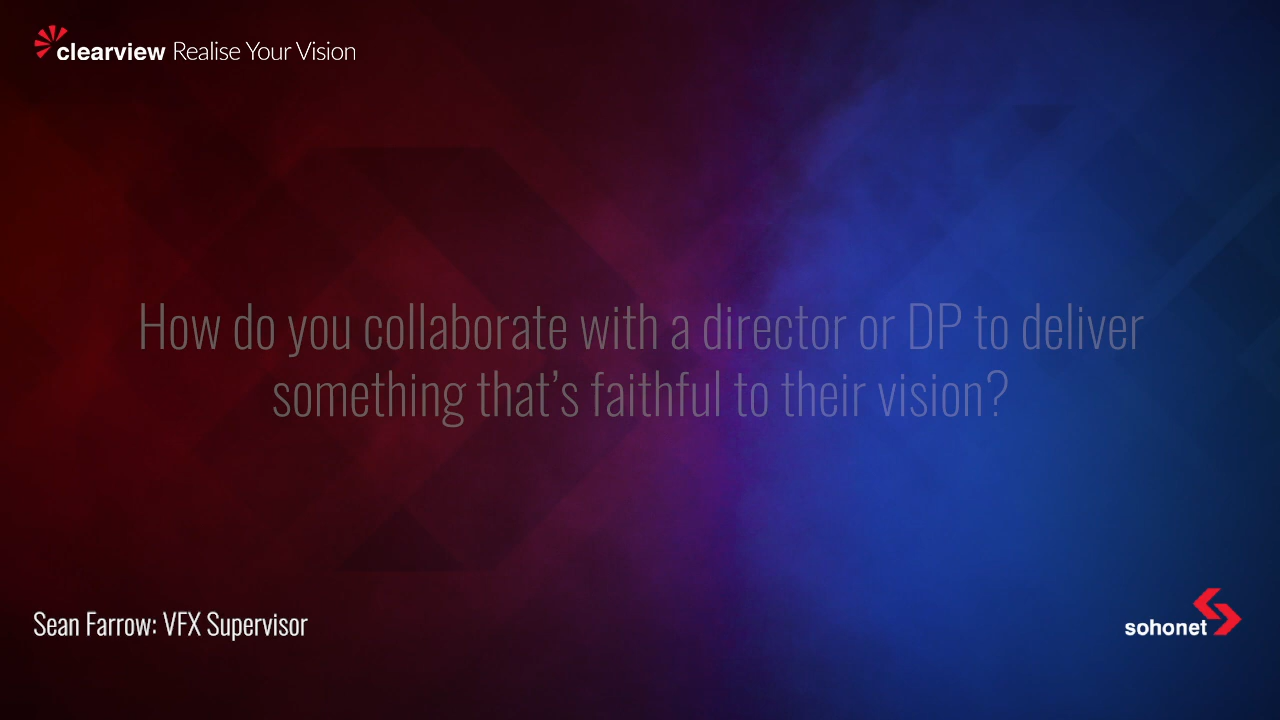 clearview Realise Your Vision
How do you collaborate with a director or DP to deliver
something that’s faithful to their vision?
Sean Farrow: VFX Supervisor
sohonet